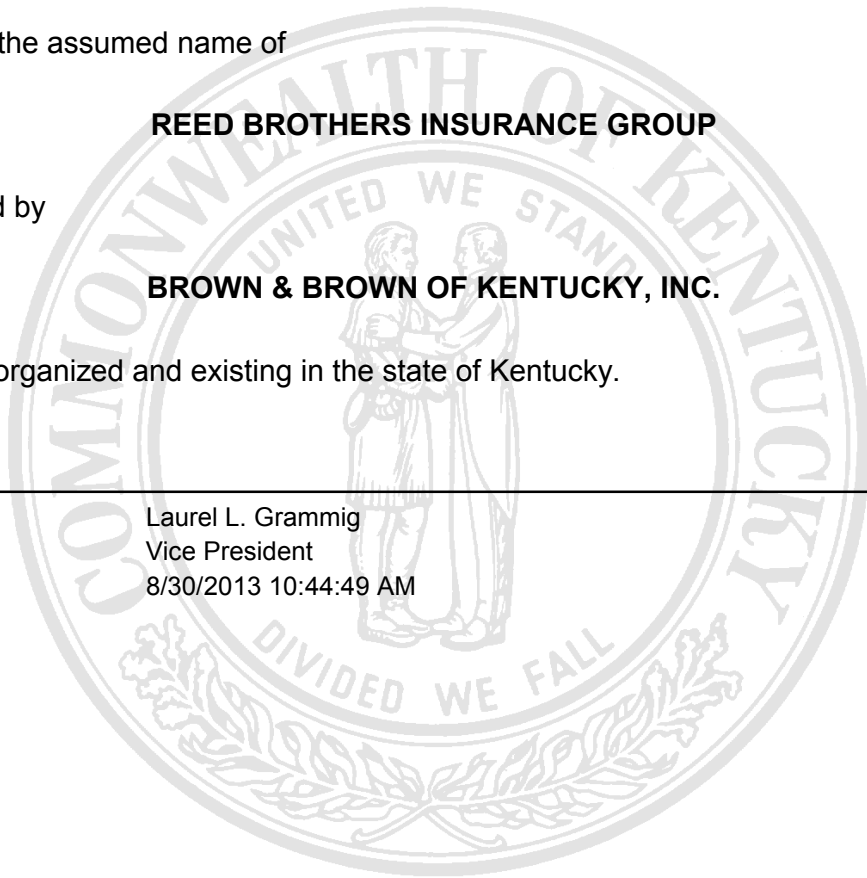 the assumed name of
REED BROTHERS INSURANCE GROUP
d by
BROWN & BROWN OF KENTUCKY, INC.
organized and existing in the state of Kentucky.
Laurel L. Grammig
Vice President
8/30/2013 10:44:49 AM
COMMONWEALTH OF KENTUCKY
UNITED WE STAND
DIVIDED WE FALL